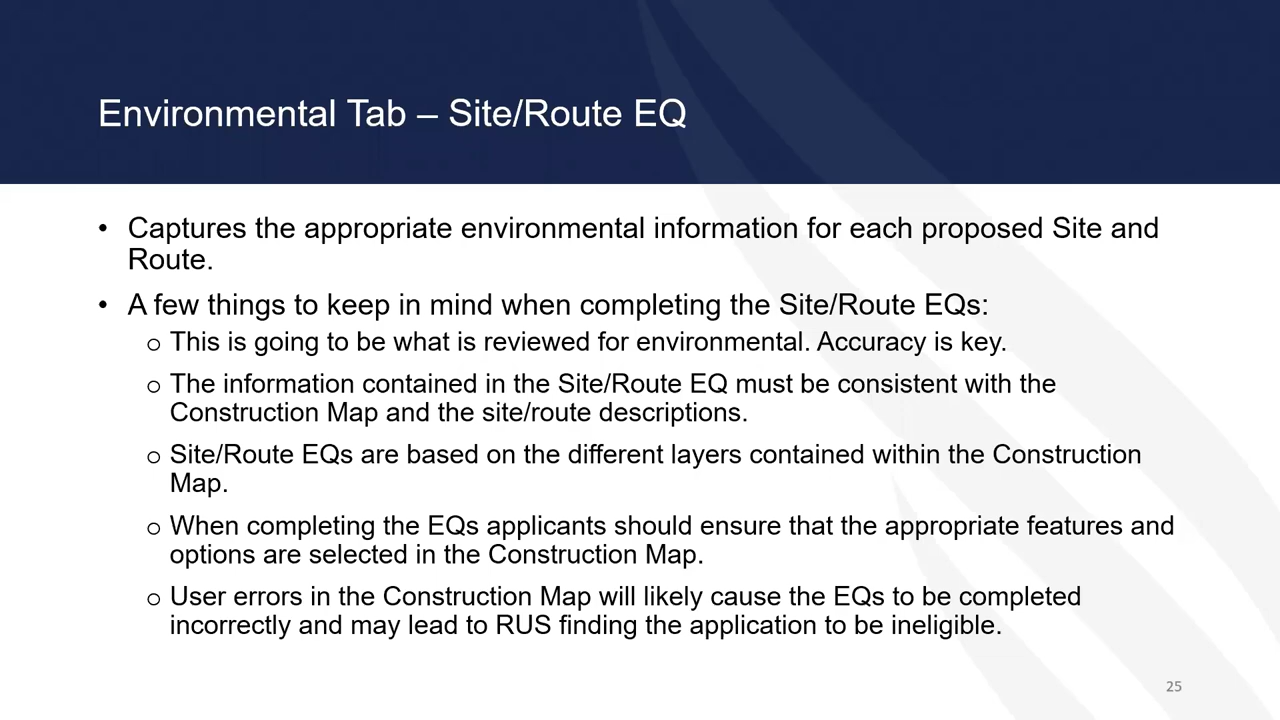 Environmental Tab – Site/Route EQ
• Captures the appropriate environmental information for each proposed Site and
Route.
• A few things to keep in mind when completing the Site/Route EQs:
o This is going to be what is reviewed for environmental. Accuracy is key.
o The information contained in the Site/Route EQ must be consistent with the
Construction Map and the site/route descriptions.
o Site/Route EQs are based on the different layers contained within the Construction
Map.
o When completing the EQs applicants should ensure that the appropriate features and
options are selected in the Construction Map.
o User errors in the Construction Map will likely cause the EQs to be completed
incorrectly and may lead to RUS finding the application to be ineligible.
25